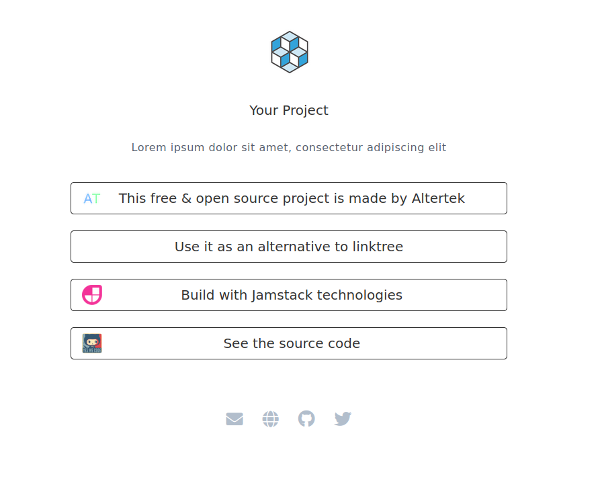 Your Project
Lorem ipsum dolor sit amet, consectetur adipiscing elit
AT This free & open source project is made by Altertek
Use it as an alternative to linktree
Build with Jamstack technologies
See the source code